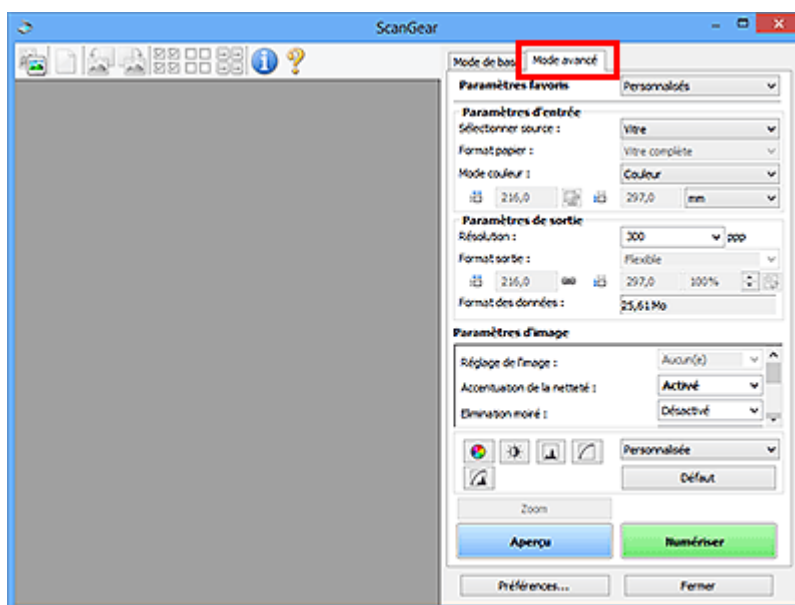 ScanGear
Mode de base Mode avancé
Paramètres favoris Personnalisés
Paramètres d'entrée
Sélectionner source : Vitre
Format papier : Vitre complète
Mode couleur : Couleur
216,0 297,0 mm
Paramètres de sortie
Résolution : 300 ppp
Format sortie : Flexible
216,0 297,0 100%
Format des données : 25,61 Mo
Paramètres d'image
Réglage de l'image : Aucun(e)
Accentuation de la netteté : Activé
Elimination moiré : Désactivé
Personnalisée
Défaut
Zoom
Aperçu Numériser
Préférences... Fermer